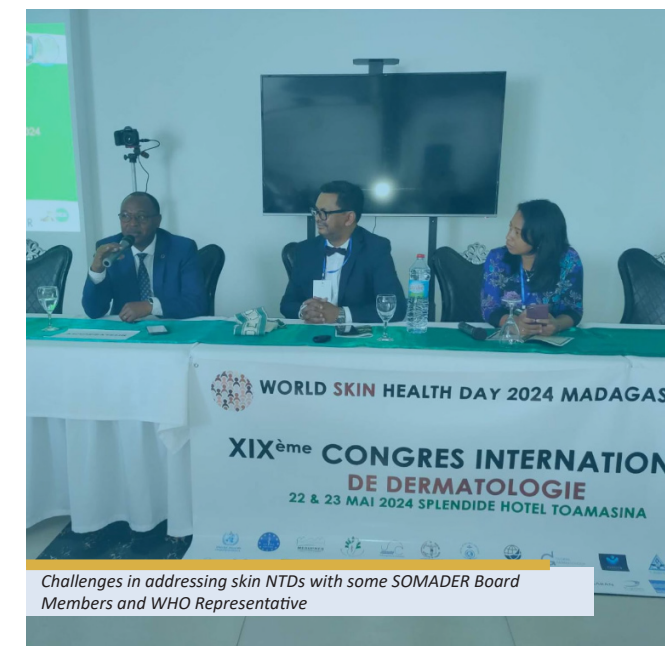 024
WORLD SKIN HEALTH DAY 2024 MADAGAS
XIXème CONGRES INTERNATION
DE DERMATOLOGIE
22 & 23 MAI 2024 SPLENDIDE HOTEL TOAMASINA
Challenges in addressing skin NTDs with some SOMADER Board
Members and WHO Representative